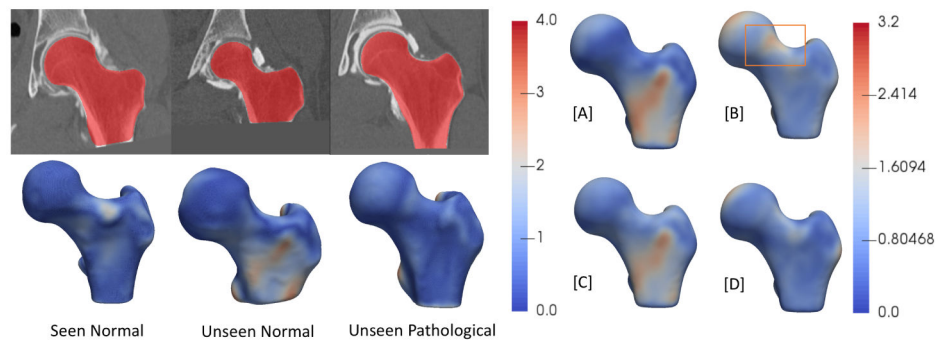 4.0
3
2
1
0.0
[A]
[B]
[C]
[D]
3.2
2.414
1.6094
0.80468
0.0
Seen Normal
Unseen Normal
Unseen Pathological